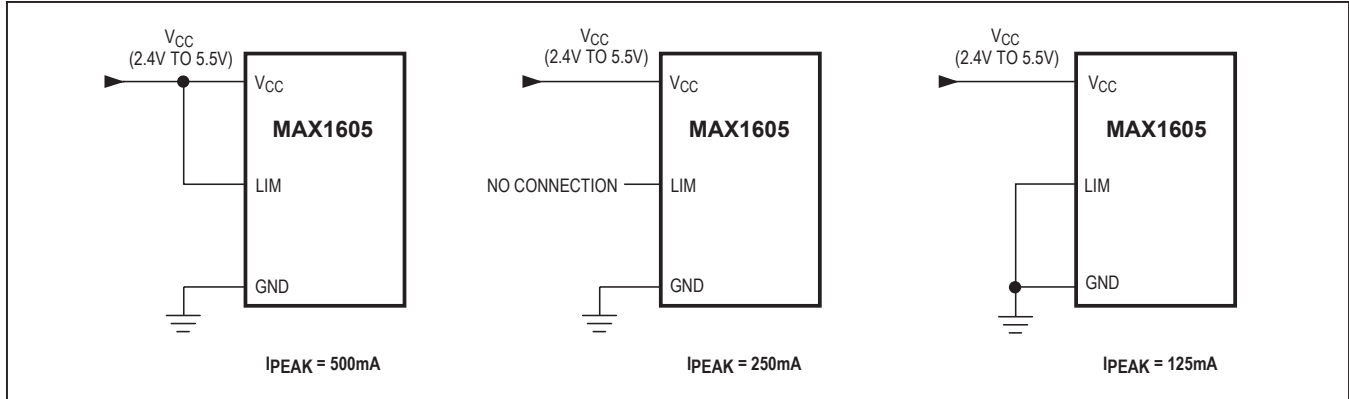 VCC
(2.4V TO 5.5V)
VCC
MAX1605
LIM
GND
IPEAK = 500mA
VCC
(2.4V TO 5.5V)
VCC
MAX1605
NO CONNECTION
LIM
GND
IPEAK = 250mA
VCC
(2.4V TO 5.5V)
VCC
MAX1605
LIM
GND
IPEAK = 125mA